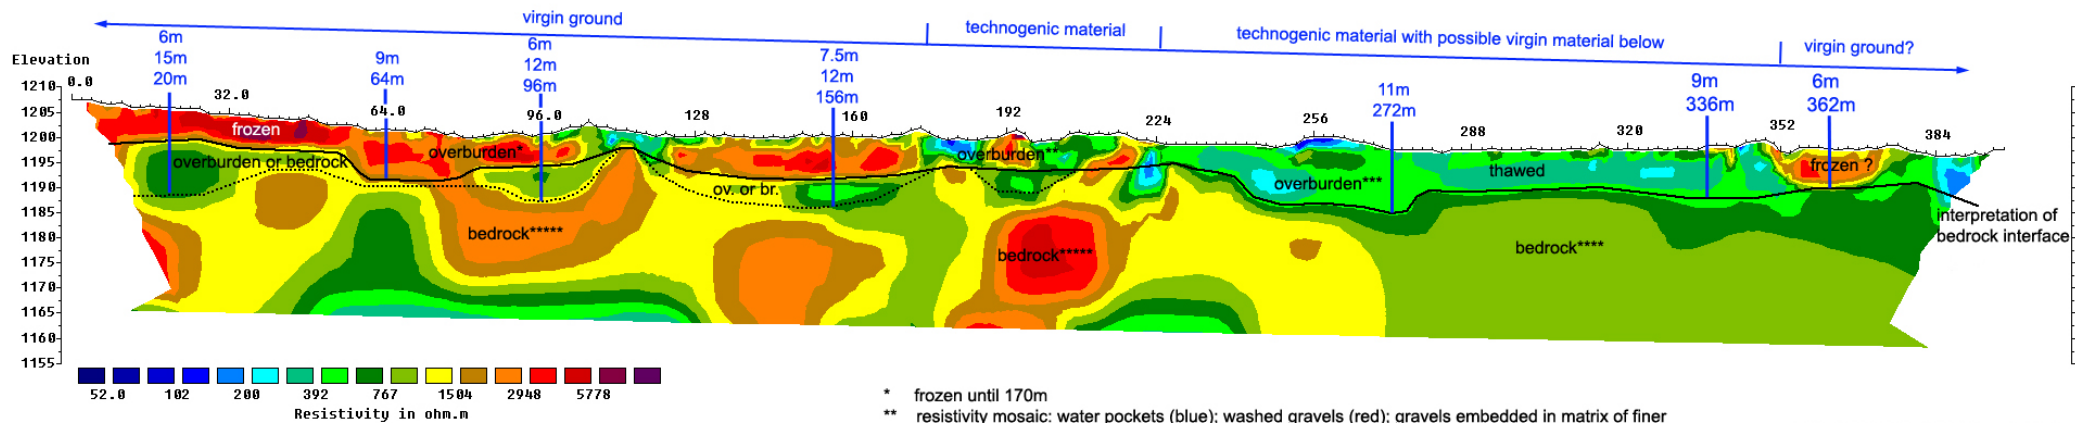 virgin ground
technogenic material
technogenic material with possible virgin material below
virgin ground?
6m
15m
20m
9m
64m
6m
12m
96m
7.5m
12m
156m
11m
272m
9m
336m
6m
362m
Elevation
0.0
32.0
64.0
96.0
128
160
192
224
256
288
320
352
384
1210
1205
1200
1195
1190
1185
1180
1175
1170
1165
1160
1155
frozen
overburden or bedrock
overburden*
ov. or br.
overburden**
overburden***
thawed
frozen ?
bedrock*****
bedrock*****
bedrock****
interpretation of
bedrock interface
52.0 102 200 392 767 1504 2948 5778
Resistivity in ohm.m
* frozen until 170m
** resistivity mosaic: water pockets (blue); washed gravels (red); gravels embedded in matrix of finer